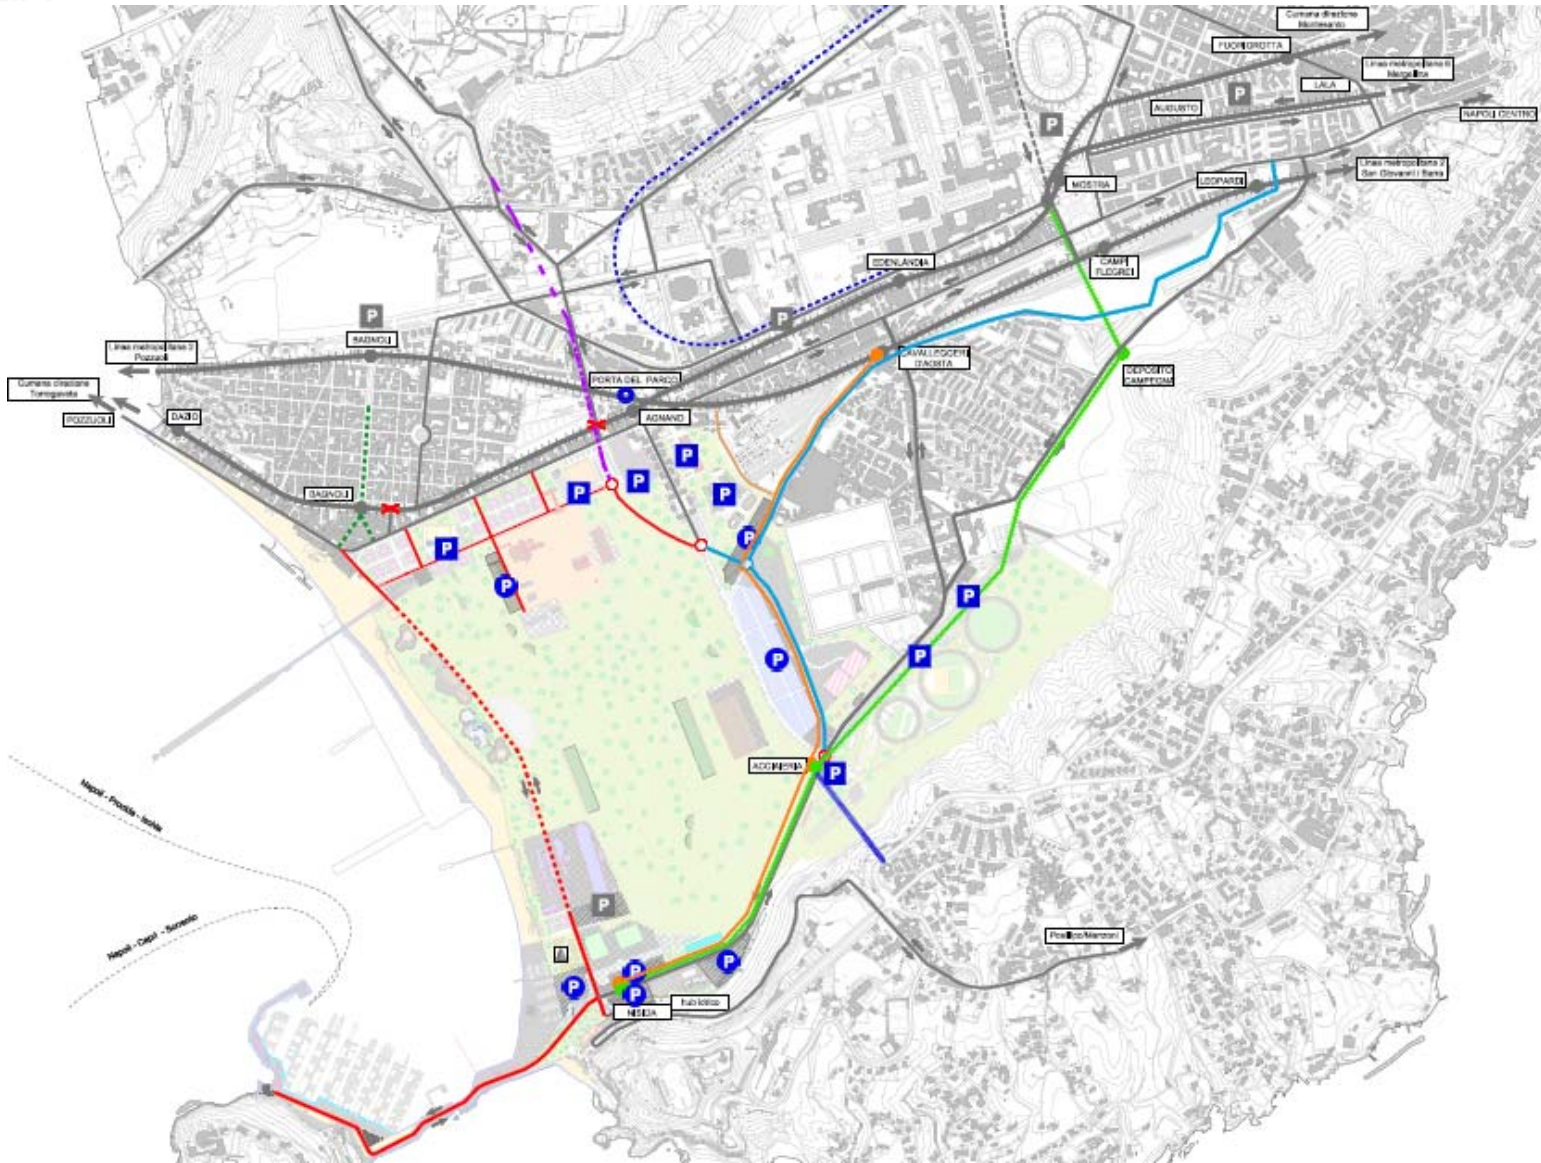 Cumana direzione
Montesanto
FUORIGROTTA
Linea metropolitana 6
Mergellina
LALA
P
AUGUSTO
NAPOLI CENTRO
P
Linea metropolitana 2
San Giovanni / Barra
LEOPARDI
MOSTRA
EDENLANDIA
CAMPI
FLEGREI
P
P
BAGNOLI
Linea metropolitana 2
Pozzuoli
CAVALLEGGERI
D'AOSTA
DEPOSITO
CAMPEGNA
PORTA DEL PARCO
Cumana direzione
Torregaveta
POZZUOLI
DAZIO
AGNANO
P
P
P
P
BAGNOLI
P
P
P
P
P
P
P
ACCIAIERIA
P
Napoli - Procida - Ischia
P
Napoli - Capri - Sorrento
Posillipo/Manzoni
P
P
P
P
hub idrico
NISIDA